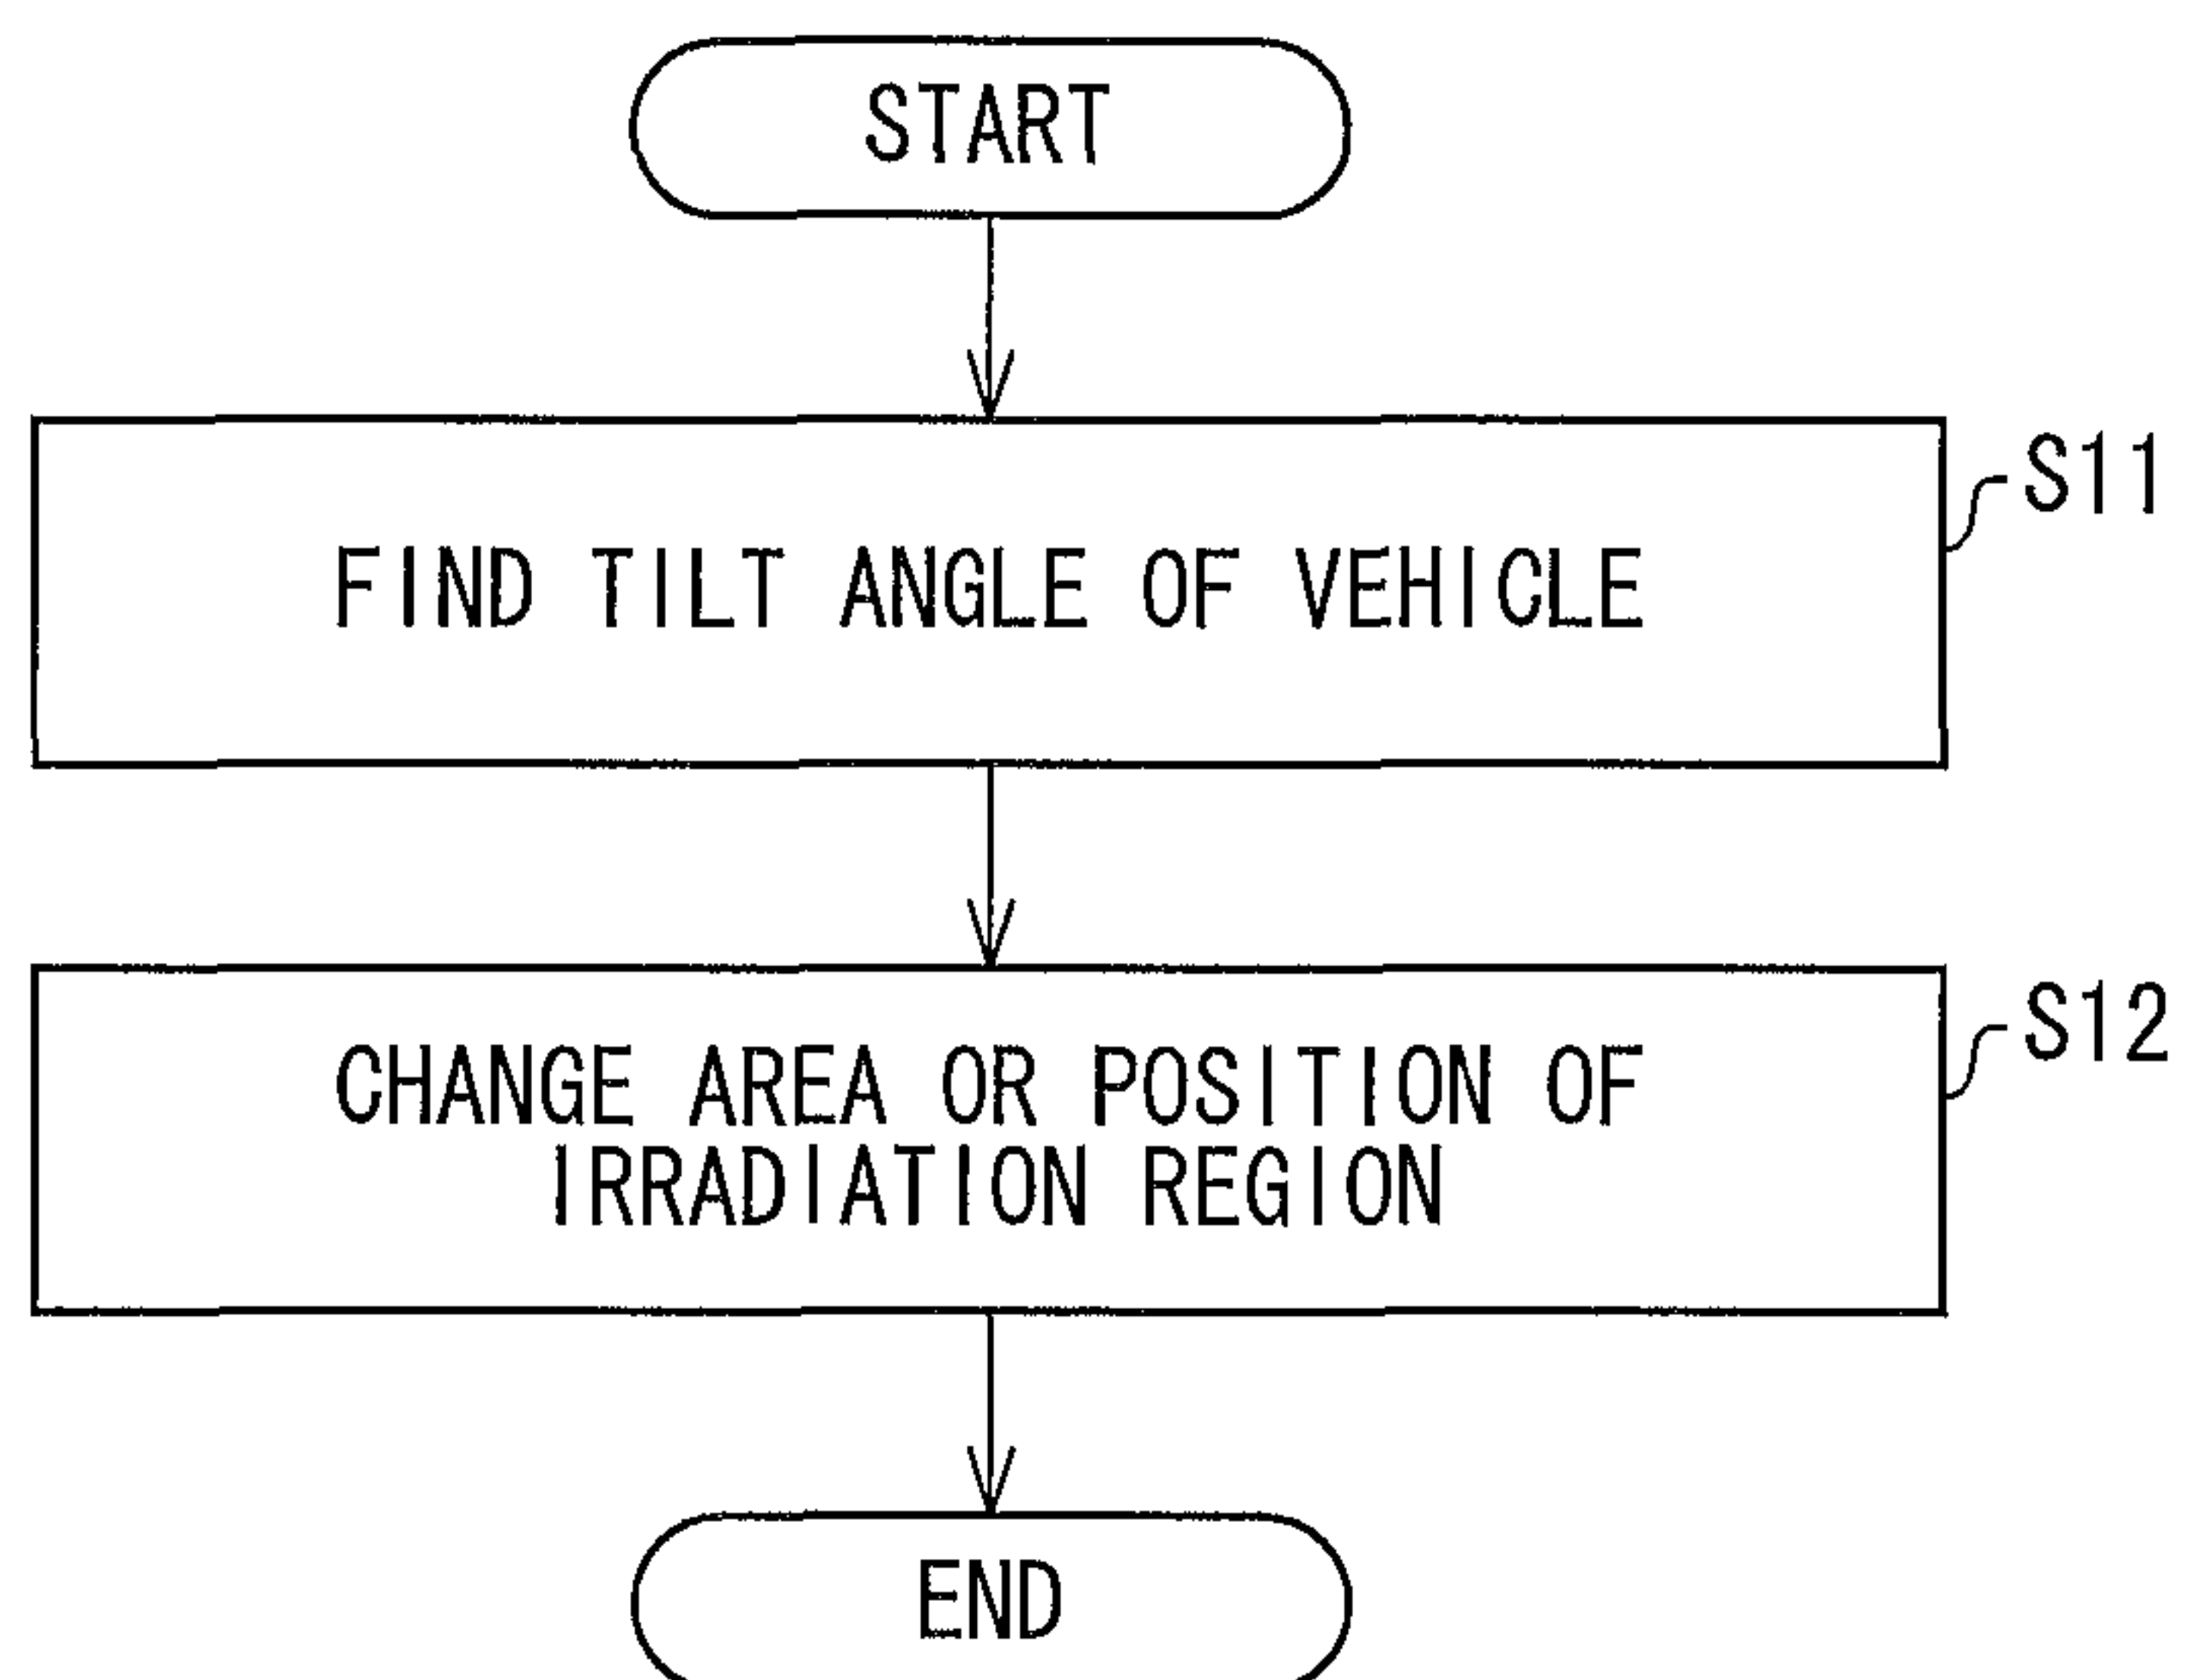 START
FIND TILT ANGLE OF VEHICLE
S11
CHANGE AREA OR POSITION OF
IRRADIATION REGION
S12
END